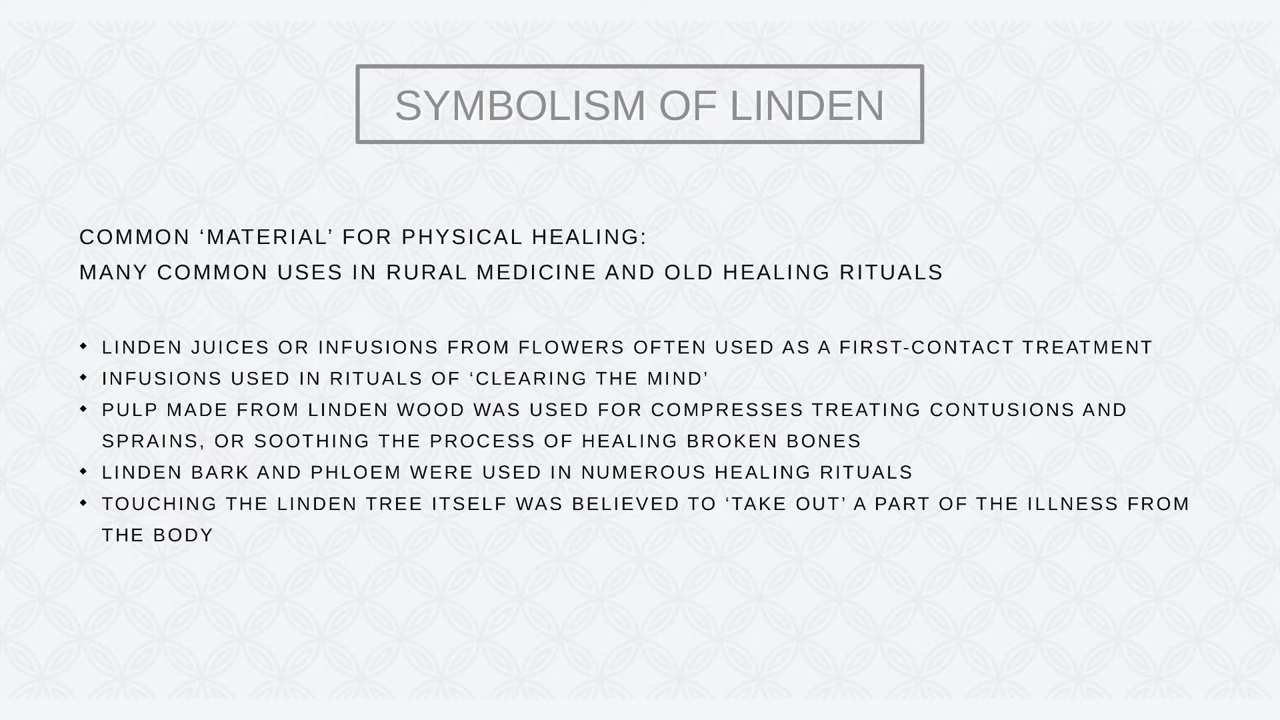 SYMBOLISM OF LINDEN
COMMON ‘MATERIAL’ FOR PHYSICAL HEALING:
MANY COMMON USES IN RURAL MEDICINE AND OLD HEALING RITUALS
• LINDEN JUICES OR INFUSIONS FROM FLOWERS OFTEN USED AS A FIRST-CONTACT TREATMENT
• INFUSIONS USED IN RITUALS OF ‘CLEARING THE MIND’
• PULP MADE FROM LINDEN WOOD WAS USED FOR COMPRESSES TREATING CONTUSIONS AND
SPRAINS, OR SOOTHING THE PROCESS OF HEALING BROKEN BONES
• LINDEN BARK AND PHLOEM WERE USED IN NUMEROUS HEALING RITUALS
• TOUCHING THE LINDEN TREE ITSELF WAS BELIEVED TO ‘TAKE OUT’ A PART OF THE ILLNESS FROM
THE BODY